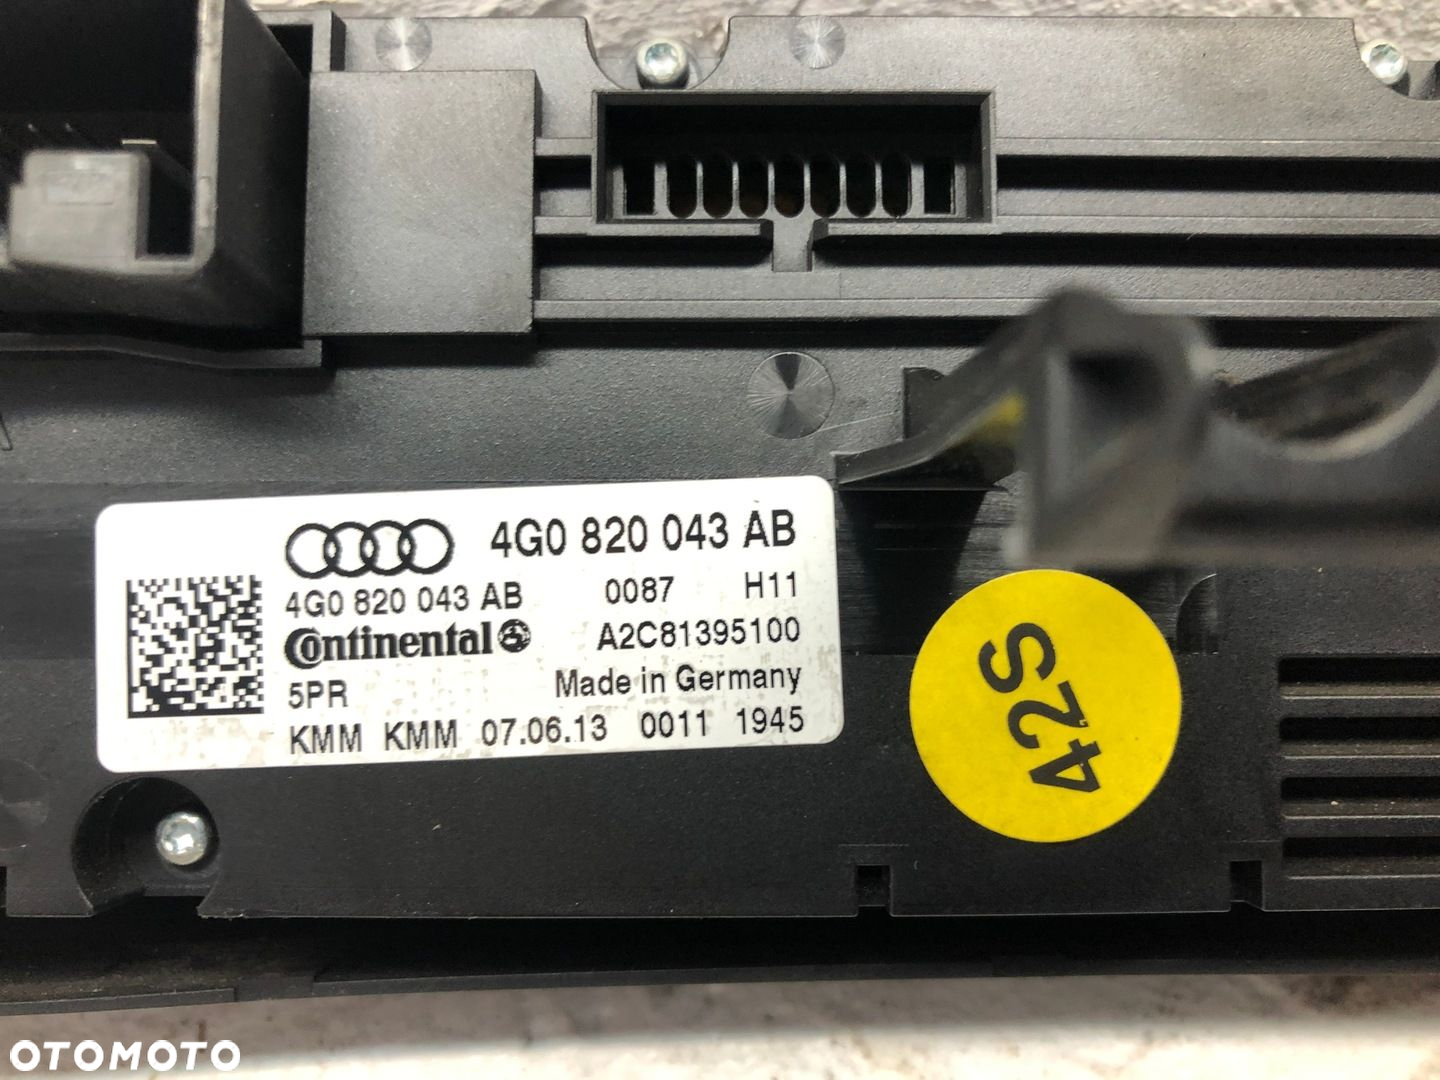 4G0 820 043 AB
4G0 820 043 AB 0087 H11
Continental A2C81395100
5PR Made in Germany
KMM KMM 07.06.13 0011 1945
42S
OTOMOTO